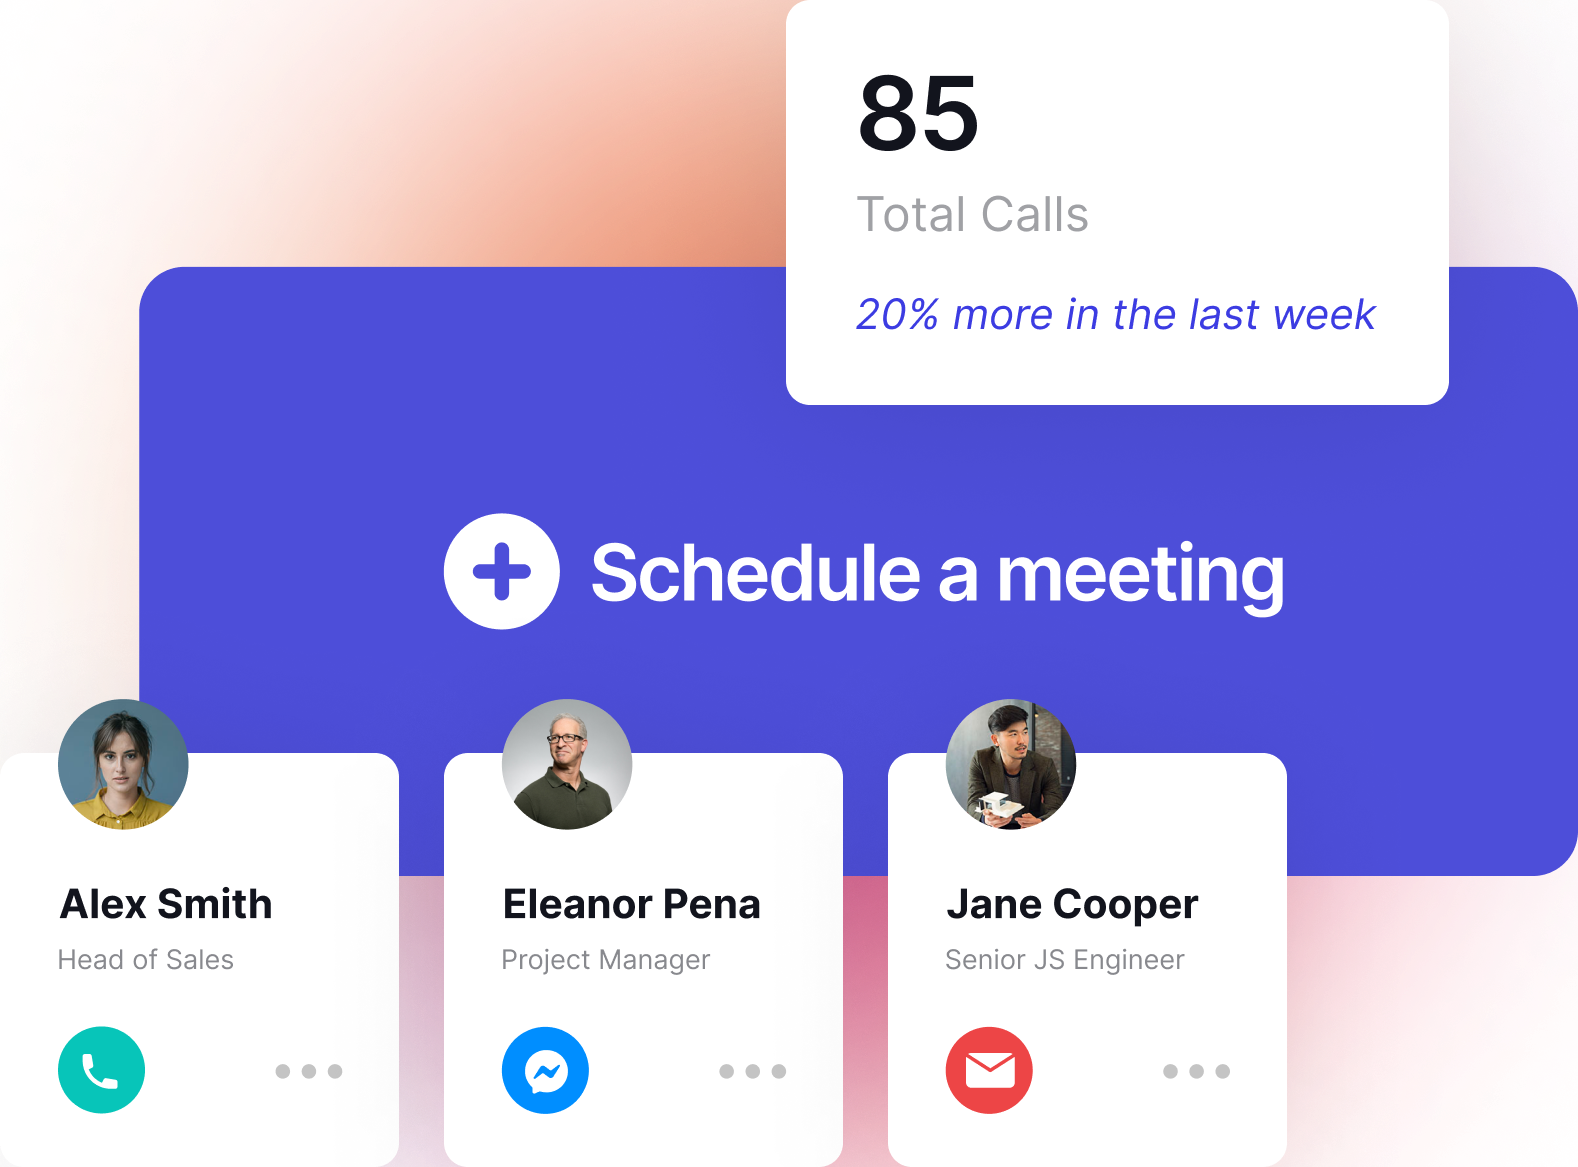 85
Total Calls
20% more in the last week
Schedule a meeting
Alex Smith
Head of Sales
Eleanor Pena
Project Manager
Jane Cooper
Senior JS Engineer